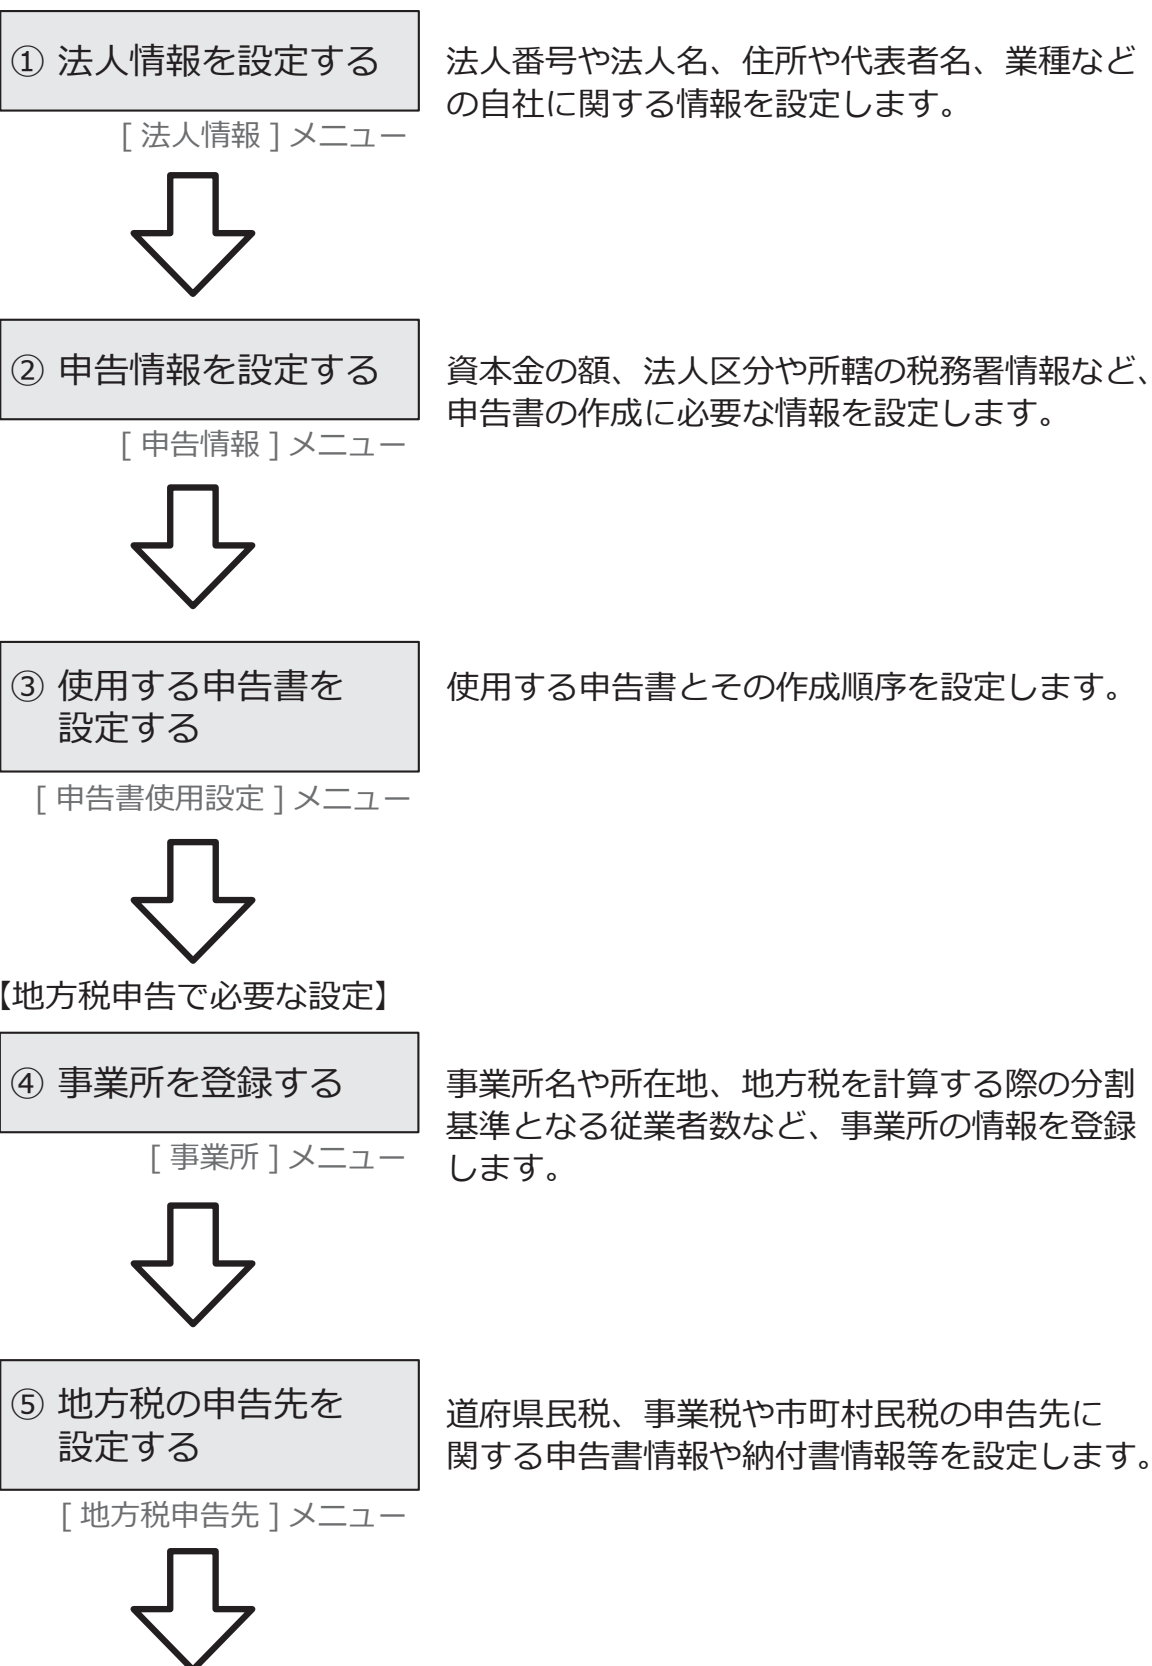 ① 法人情報を設定する
法人番号や法人名、住所や代表者名、業種など
の自社に関する情報を設定します。
[ 法人情報 ] メニュー
② 申告情報を設定する
資本金の額、法人区分や所轄の税務署情報など、
申告書の作成に必要な情報を設定します。
[ 申告情報 ] メニュー
③ 使用する申告書を
設定する
使用する申告書とその作成順序を設定します。
[ 申告書使用設定 ] メニュー
【地方税申告で必要な設定】
④ 事業所を登録する
事業所名や所在地、地方税を計算する際の分割
基準となる従業者数など、事業所の情報を登録
します。
[ 事業所 ] メニュー
⑤ 地方税の申告先を
設定する
道府県民税、事業税や市町村民税の申告先に
関する申告書情報や納付書情報等を設定します。
[ 地方税申告先 ] メニュー